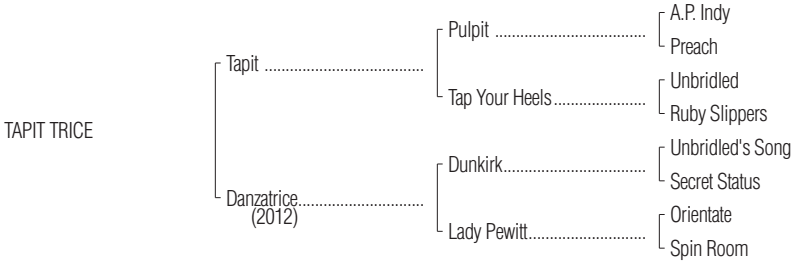 A.P. Indy
Pulpit ......................................
Preach
Tapit ........................................
Unbridled
Tap Your Heels.......................
Ruby Slippers
TAPIT TRICE
Unbridled's Song
Dunkirk....................................
Secret Status
Danzatrice...............................
(2012)
Orientate
Lady Pewitt.............................
Spin Room